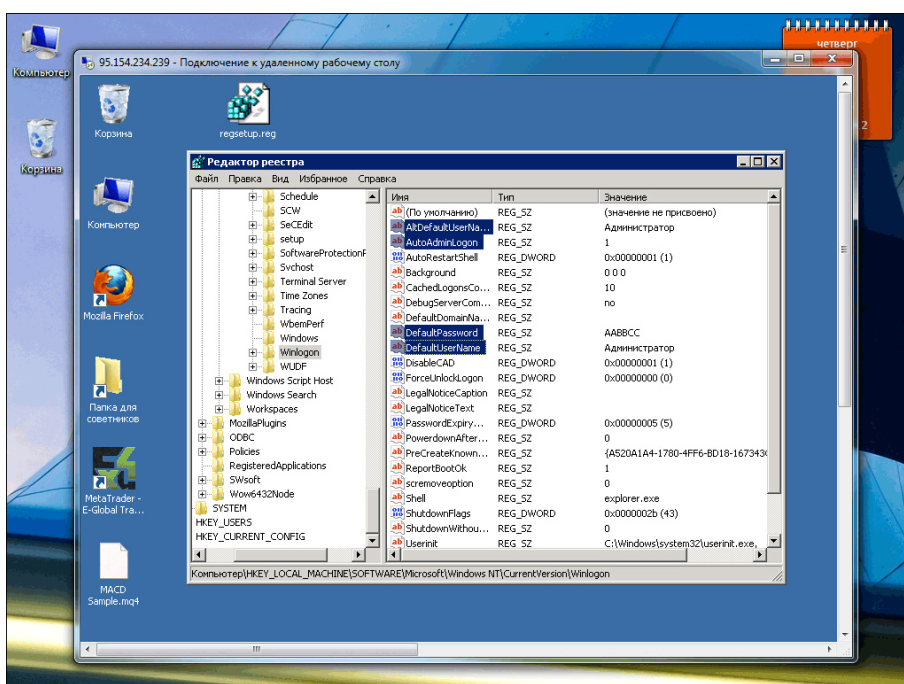 четверг
Компьютер
95.154.234.239 - Подключение к удаленному рабочему столу
2
Корзина
Корзина
regsetup.reg
Компьютер
Mozilla Firefox
Папка для
советников
MetaTrader -
E-Global Tra...
MACD
Sample.mq4
Редактор реестра
Файл Правка Вид Избранное Справка
Schedule
SCW
SeCEdit
setup
SoftwareProtectionP
Svchost
Terminal Server
Time Zones
Tracing
WbemPerf
Windows
Winlogon
WUDF
Windows Script Host
Windows Search
Workspaces
MozillaPlugins
ODBC
Policies
RegisteredApplications
SWsoft
Wow6432Node
SYSTEM
HKEY_USERS
HKEY_CURRENT_CONFIG
Имя Тип Значение
(По умолчанию) REG_SZ (значение не присвоено)
AltDefaultUserNa... REG_SZ Администратор
AutoAdminLogon REG_SZ 1
AutoRestartShell REG_DWORD 0x00000001 (1)
Background REG_SZ 0 0 0
CachedLogonsCo... REG_SZ 10
DebugServerCom... REG_SZ no
DefaultDomainNa... REG_SZ
DefaultPassword REG_SZ AABBCC
DefaultUserName REG_SZ Администратор
DisableCAD REG_DWORD 0x00000001 (1)
ForceUnlockLogon REG_DWORD 0x00000000 (0)
LegalNoticeCaption REG_SZ
LegalNoticeText REG_SZ
PasswordExpiry... REG_DWORD 0x00000005 (5)
PowerdownAfter... REG_SZ 0
PreCreateKnown... REG_SZ {A520A1A4-1780-4FF6-BD18-167343
ReportBootOk REG_SZ 1
scremoveoption REG_SZ 0
Shell REG_SZ explorer.exe
ShutdownFlags REG_DWORD 0x0000002b (43)
ShutdownWithou... REG_SZ 0
Userinit REG_SZ C:\Windows\system32\userinit.exe,
Компьютер\HKEY_LOCAL_MACHINE\SOFTWARE\Microsoft\Windows NT\CurrentVersion\Winlogon